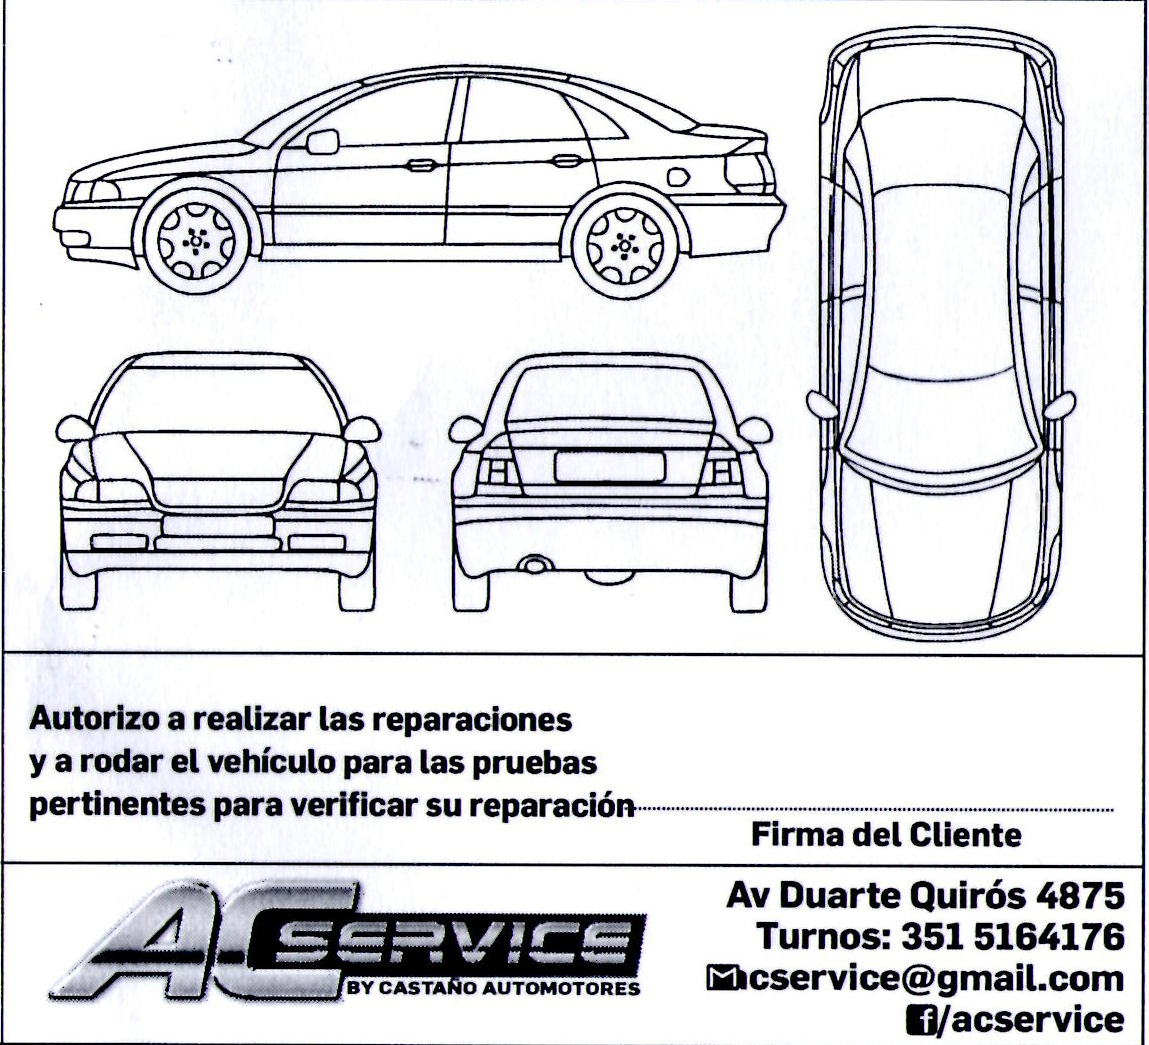 Autorizo a realizar las reparaciones
y a rodar el vehículo para las pruebas
pertinentes para verificar su reparación
Firma del Cliente
AC SERVICE
BY CASTAÑO AUTOMOTORES
Av Duarte Quirós 4875
Turnos: 351 5164176
cservice@gmail.com
/acservice